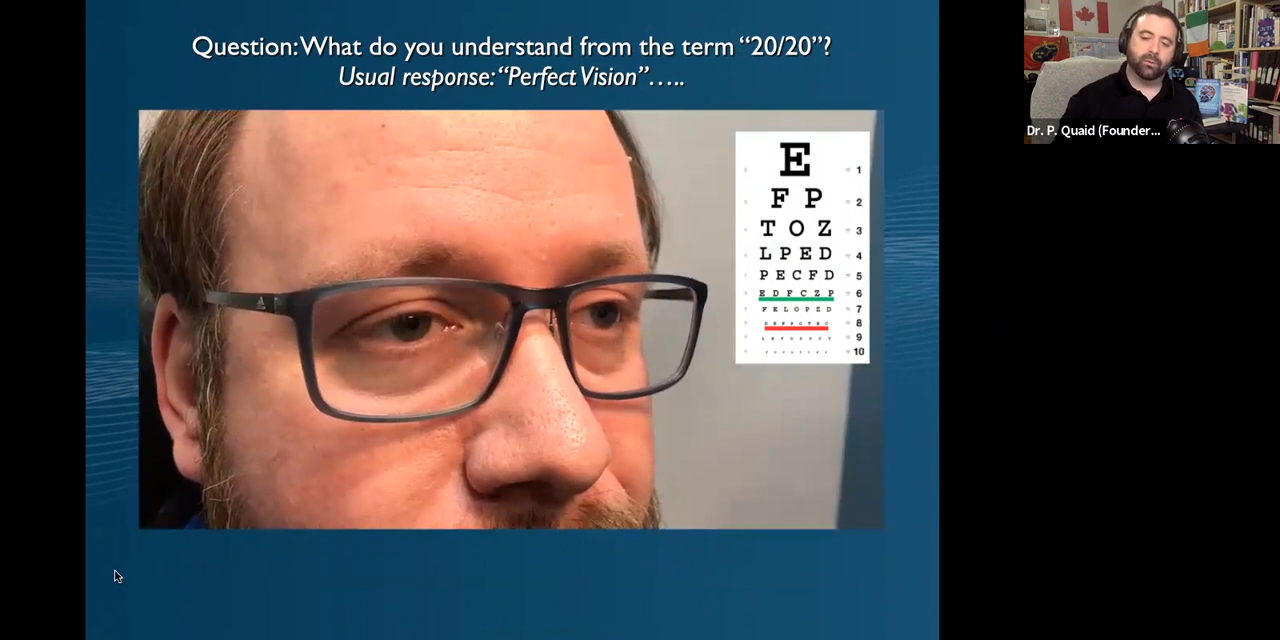 Question: What do you understand from the term “20/20”?
Usual response: “Perfect Vision”.....
Dr. P. Quaid (Founder...
E 1
F P 2
T O Z 3
L P E D 4
P E C F D 5
E D F C Z P 6
F E L O P Z D 7
8
9
10